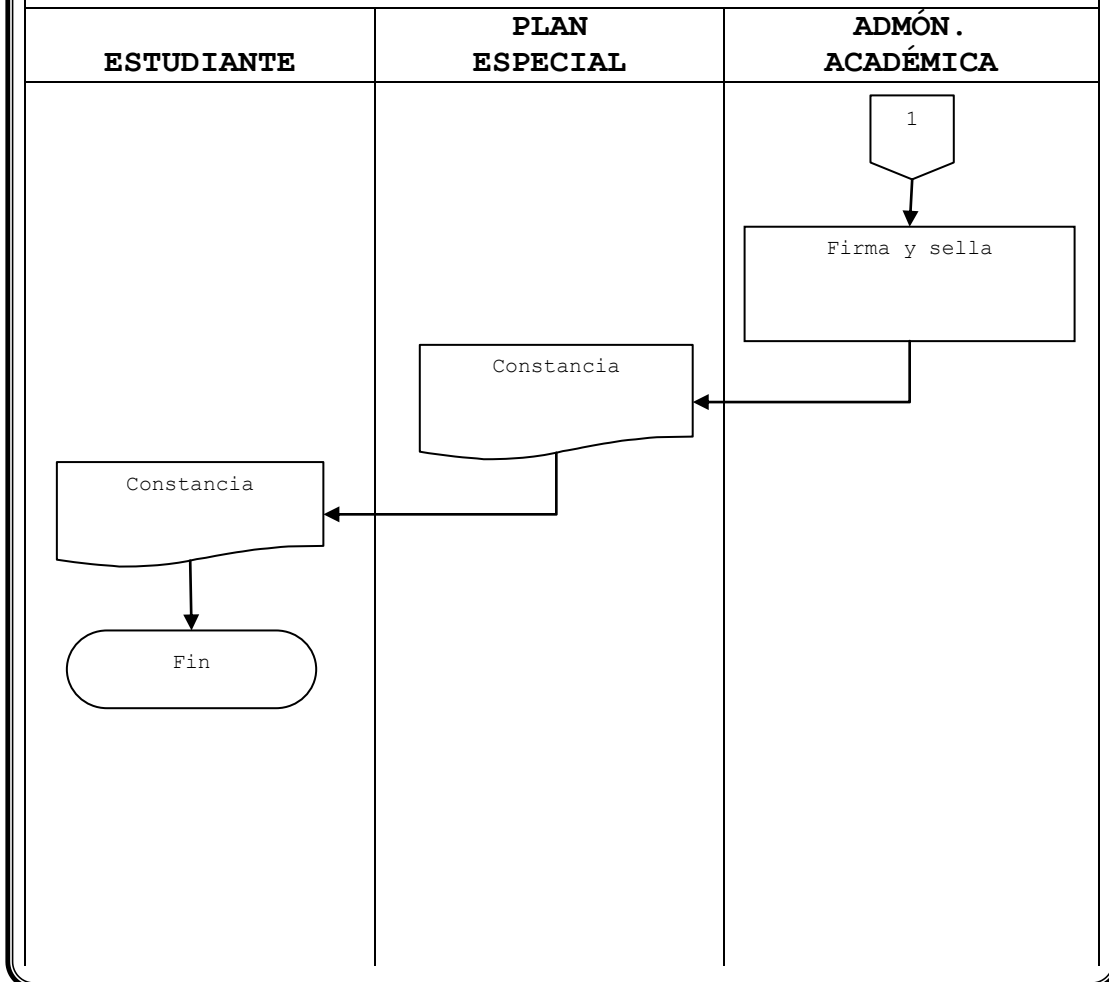 ESTUDIANTE
PLAN
ESPECIAL
ADMÓN.
ACADÉMICA
1
Firma y sella
Constancia
Constancia
Fin